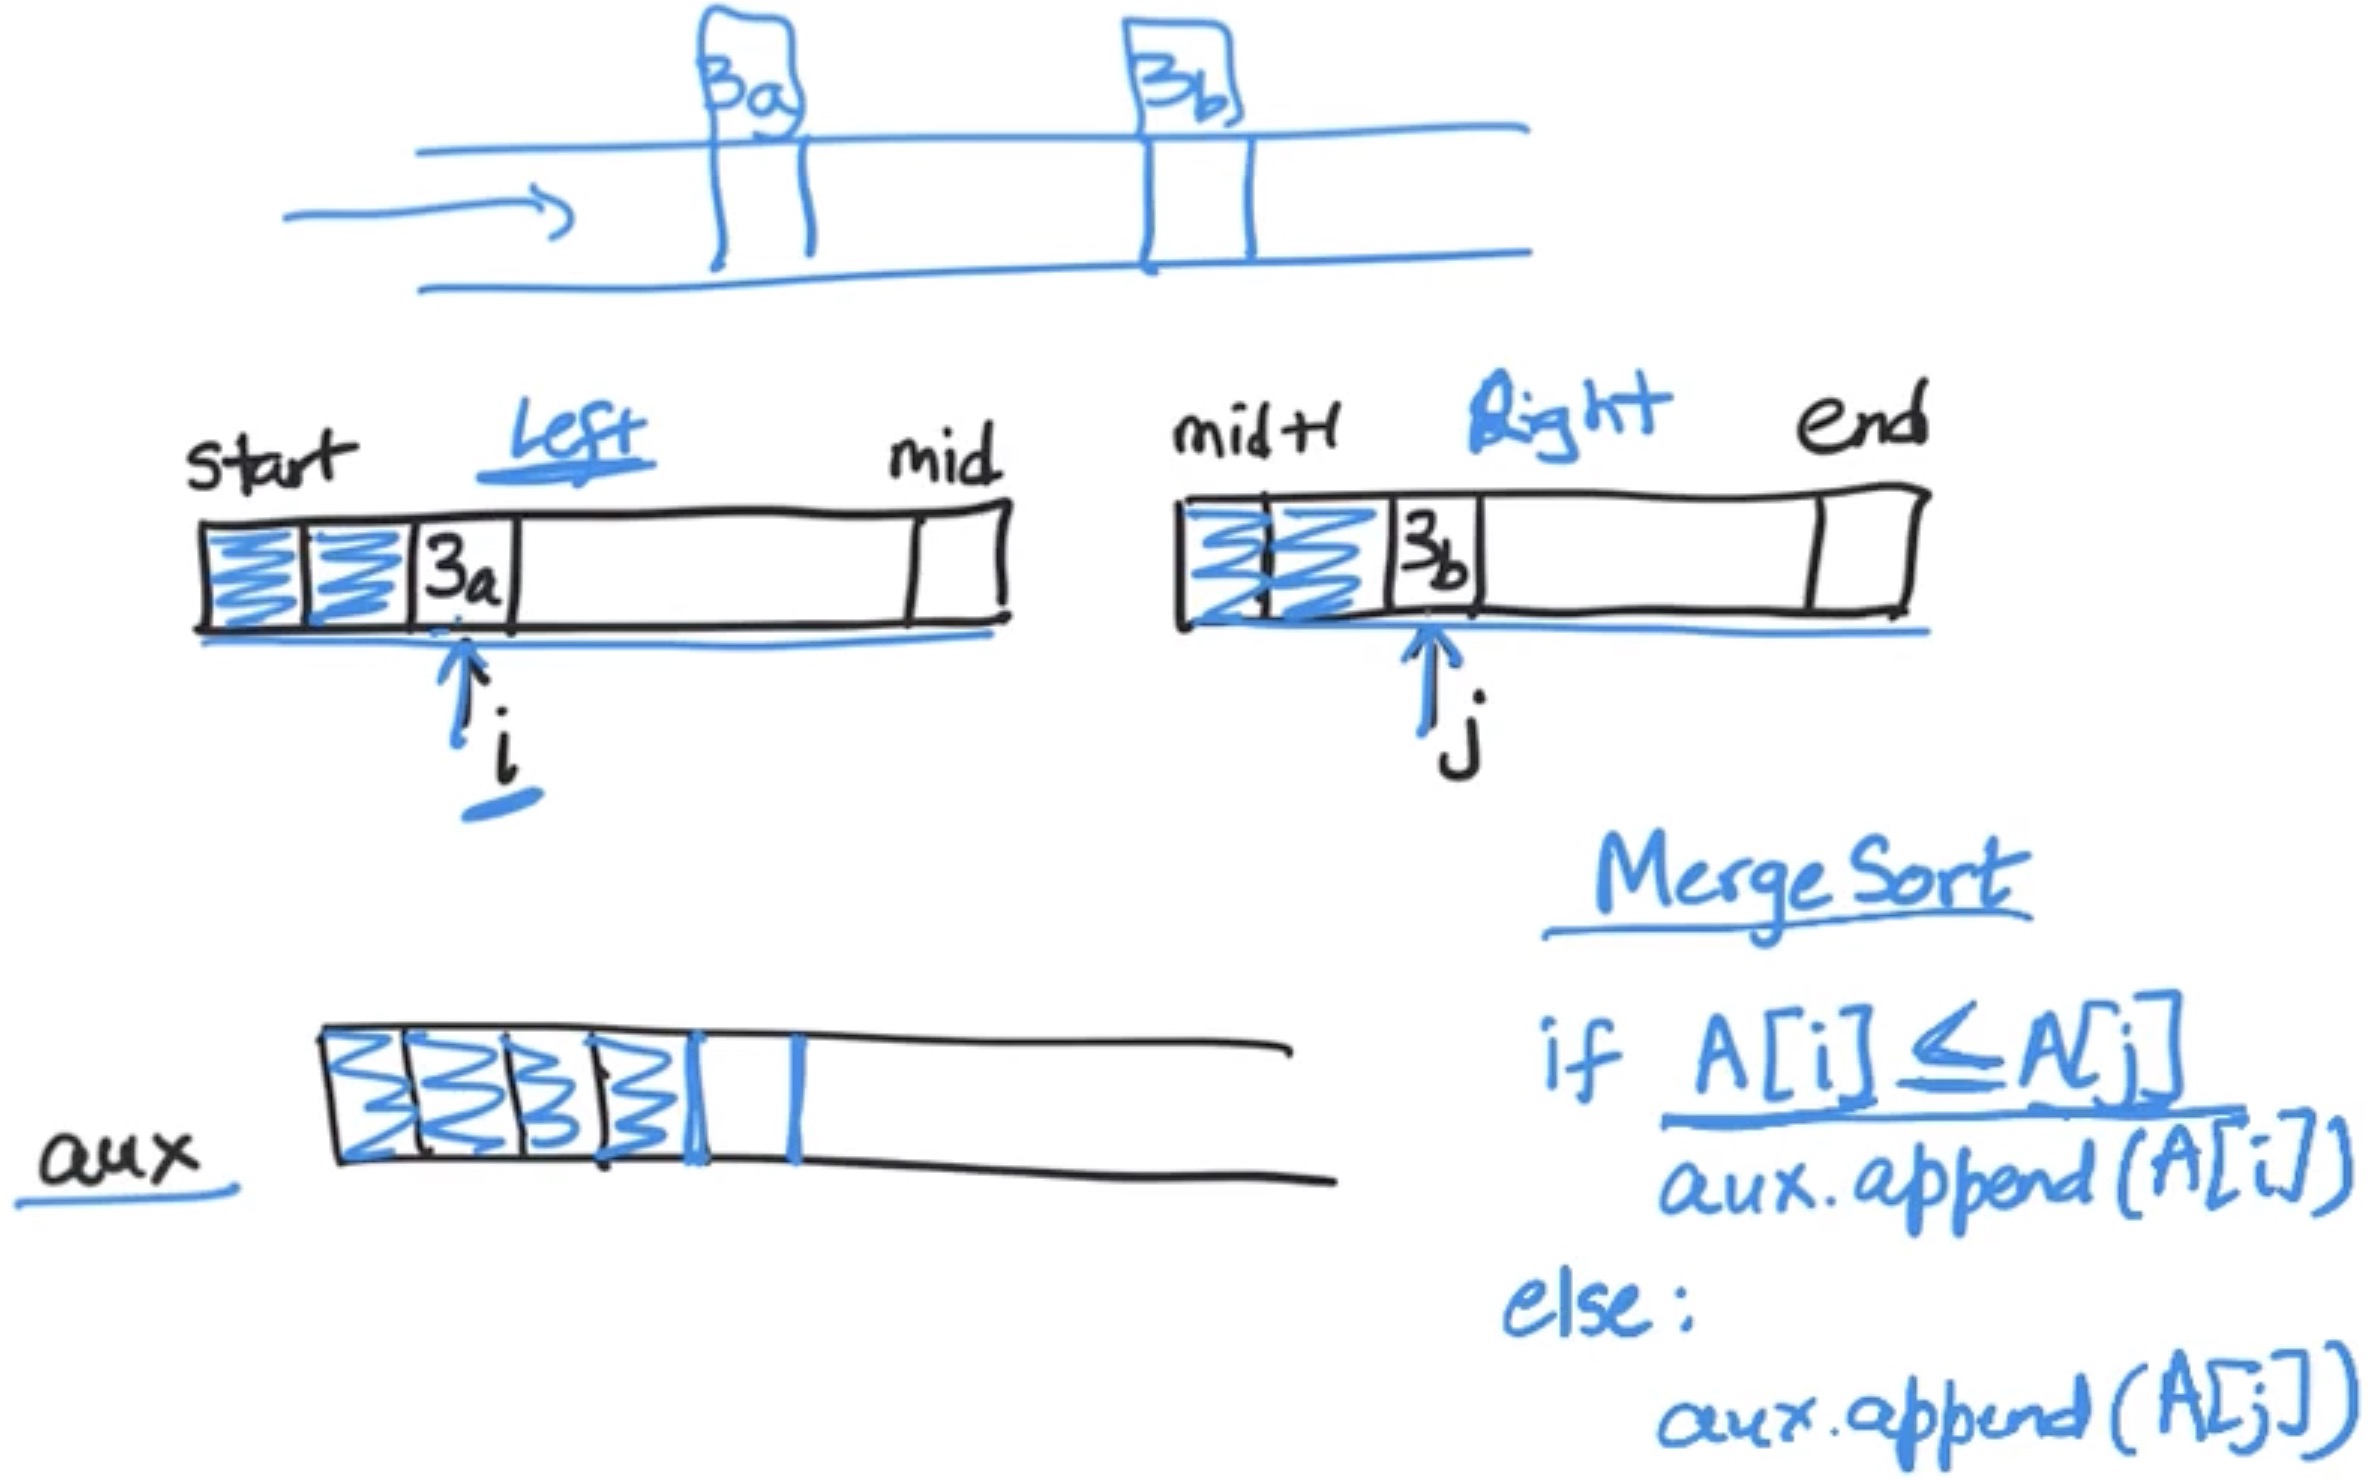 3a 3b
start Left mid mid+1 Right end
3a 3b
i j
Merge Sort
if A[i] ≤ A[j]
aux aux.append(A[i])
else:
aux.append(A[j])